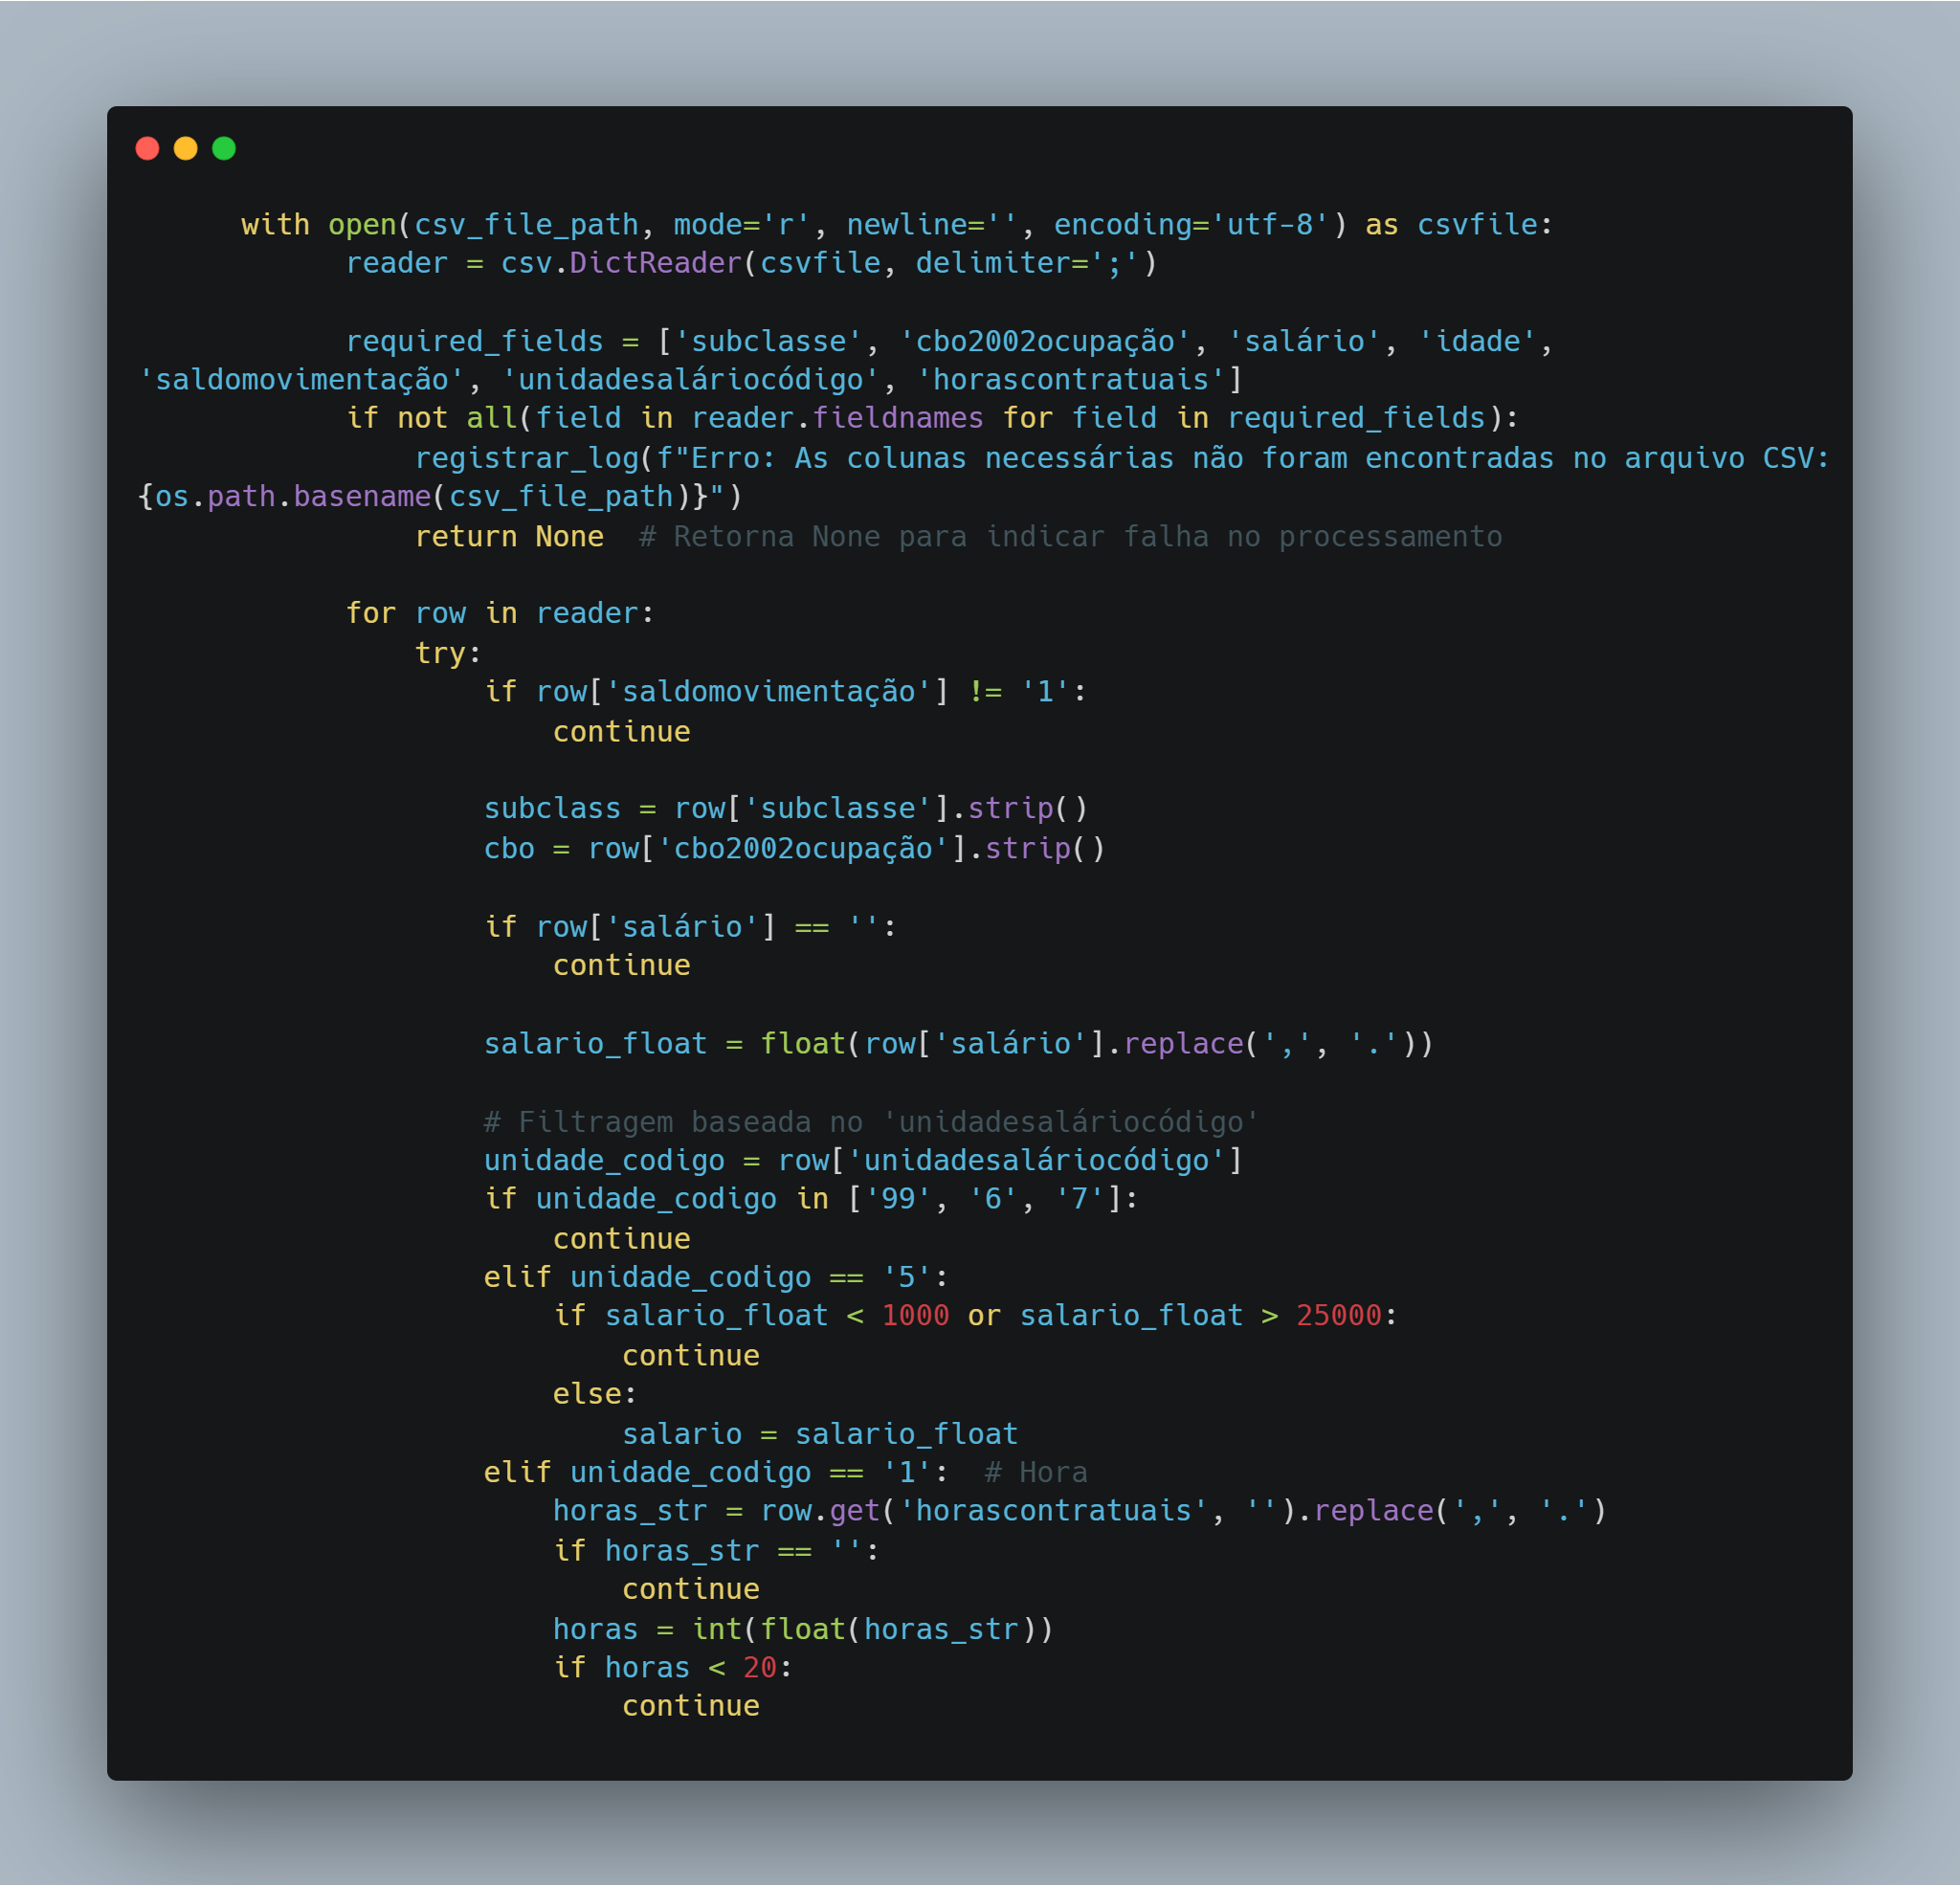 with open(csv_file_path, mode='r', newline='', encoding='utf-8') as csvfile:
reader = csv.DictReader(csvfile, delimiter=';')
required_fields = ['subclasse', 'cbo2002ocupação', 'salário', 'idade',
'saldomovimentação', 'unidadesaláriocódigo', 'horascontratuais']
if not all(field in reader.fieldnames for field in required_fields):
registrar_log(f"Erro: As colunas necessárias não foram encontradas no arquivo CSV:
{os.path.basename(csv_file_path)}")
return None  # Retorna None para indicar falha no processamento
for row in reader:
try:
if row['saldomovimentação'] != '1':
continue
subclass = row['subclasse'].strip()
cbo = row['cbo2002ocupação'].strip()
if row['salário'] == '':
continue
salario_float = float(row['salário'].replace(',', '.'))
# Filtragem baseada no 'unidadesaláriocódigo'
unidade_codigo = row['unidadesaláriocódigo']
if unidade_codigo in ['99', '6', '7']:
continue
elif unidade_codigo == '5':
if salario_float < 1000 or salario_float > 25000:
continue
else:
salario = salario_float
elif unidade_codigo == '1':  # Hora
horas_str = row.get('horascontratuais', '').replace(',', '.')
if horas_str == '':
continue
horas = int(float(horas_str))
if horas < 20:
continue